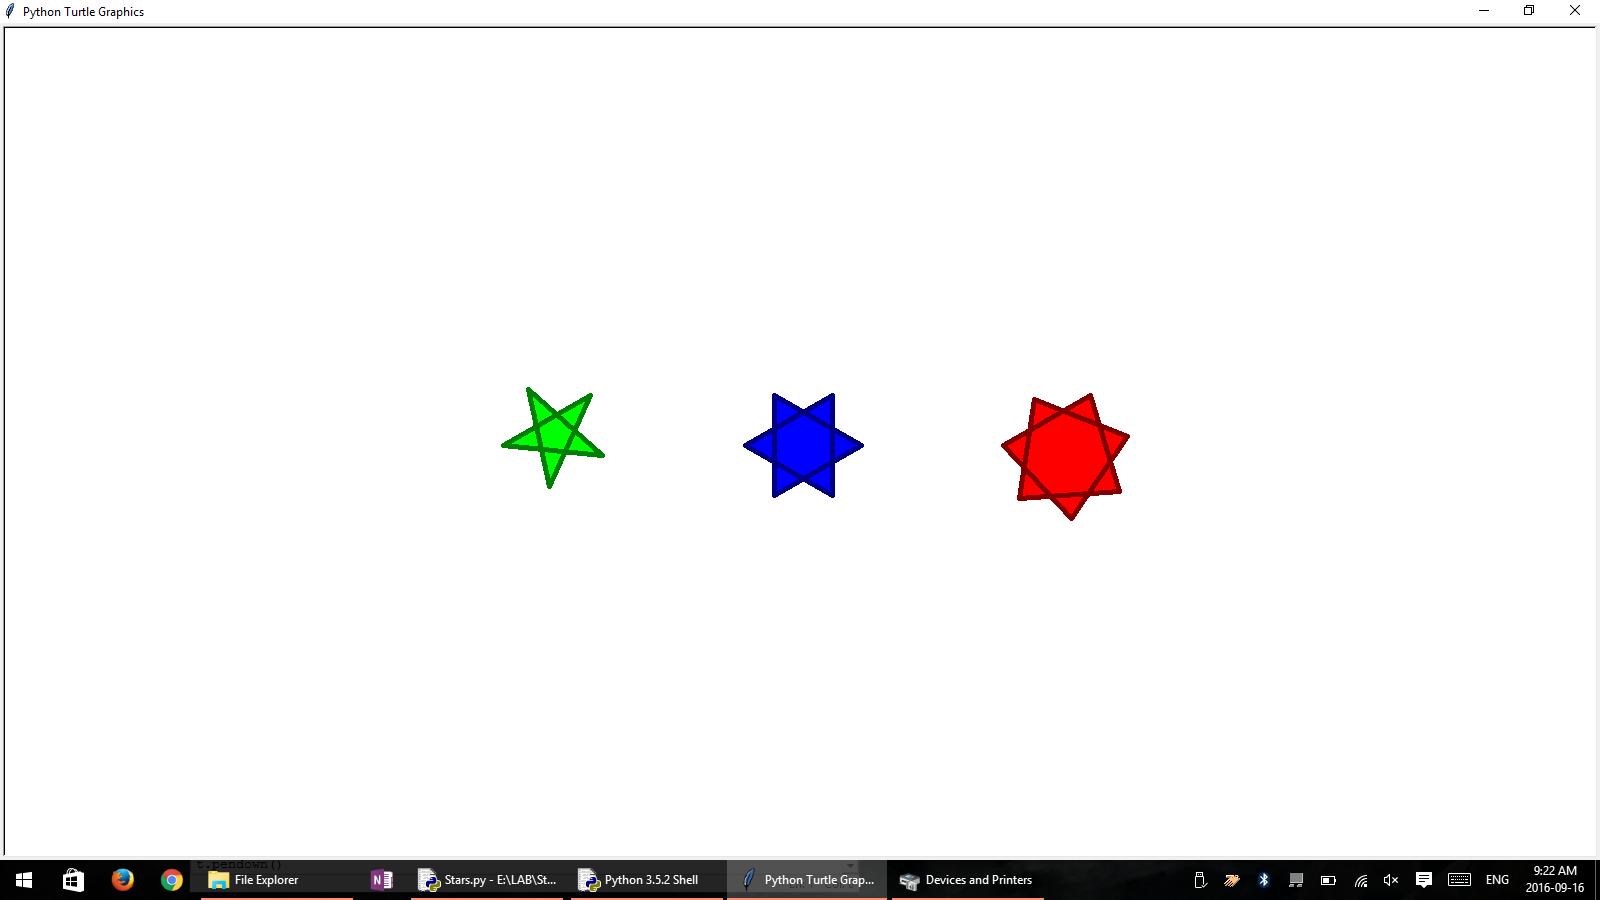 Python Turtle Graphics
t.pendown()
File Explorer
N
Stars.py - E:\LAB\St...
Python 3.5.2 Shell
Python Turtle Grap...
Devices and Printers
ENG
9:22 AM
2016-09-16